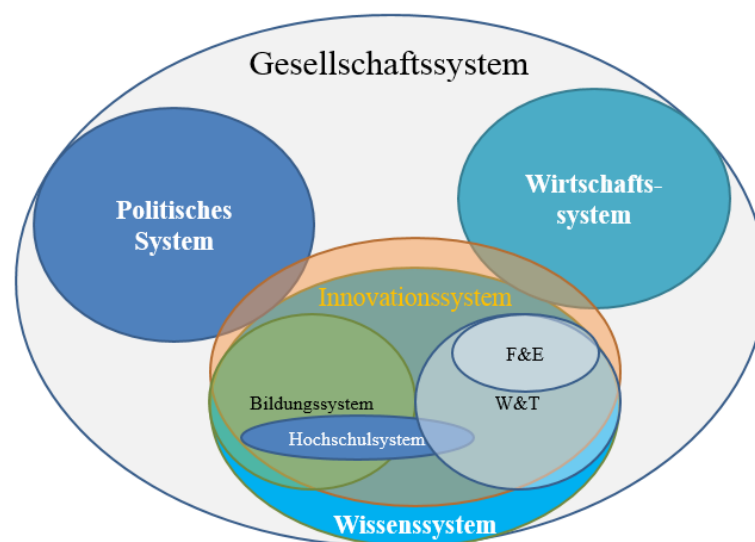 Gesellschaftssystem
Politisches
System
Wirtschafts-
system
Innovationssystem
F&E
Bildungssystem
W&T
Hochschulsystem
Wissenssystem